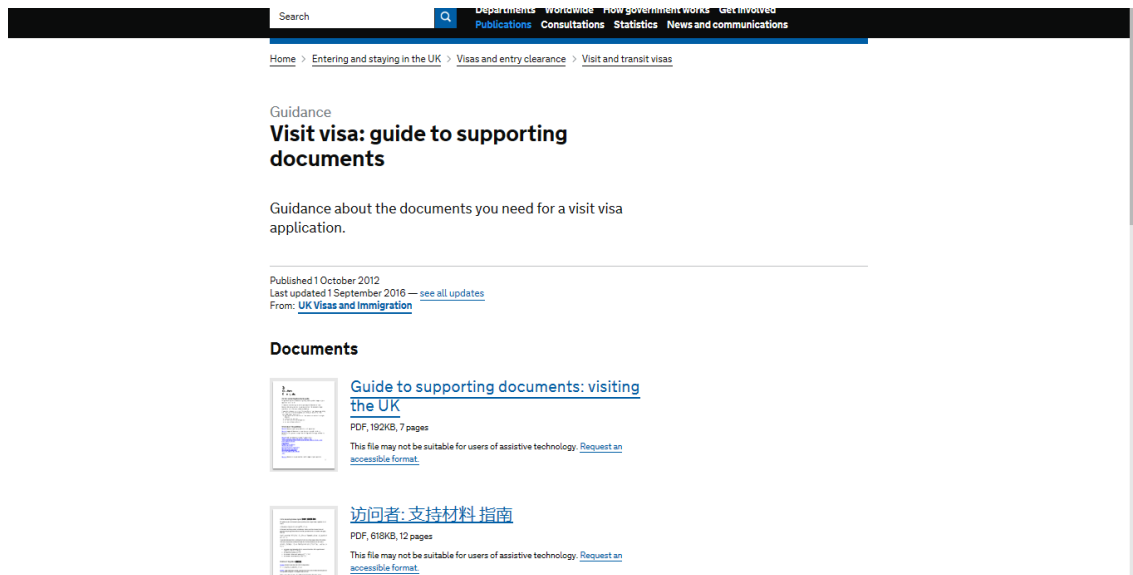 Search
Departments Worldwide How government works Get involved
Publications Consultations Statistics News and communications
Home > Entering and staying in the UK > Visas and entry clearance > Visit and transit visas
Guidance
Visit visa: guide to supporting
documents
Guidance about the documents you need for a visit visa
application.
Published 1 October 2012
Last updated 1 September 2016 — see all updates
From: UK Visas and Immigration
Documents
Guide to supporting documents: visiting
the UK
PDF, 192KB, 7 pages
This file may not be suitable for users of assistive technology. Request an
accessible format.
访问者: 支持材料 指南
PDF, 618KB, 12 pages
This file may not be suitable for users of assistive technology. Request an
accessible format.